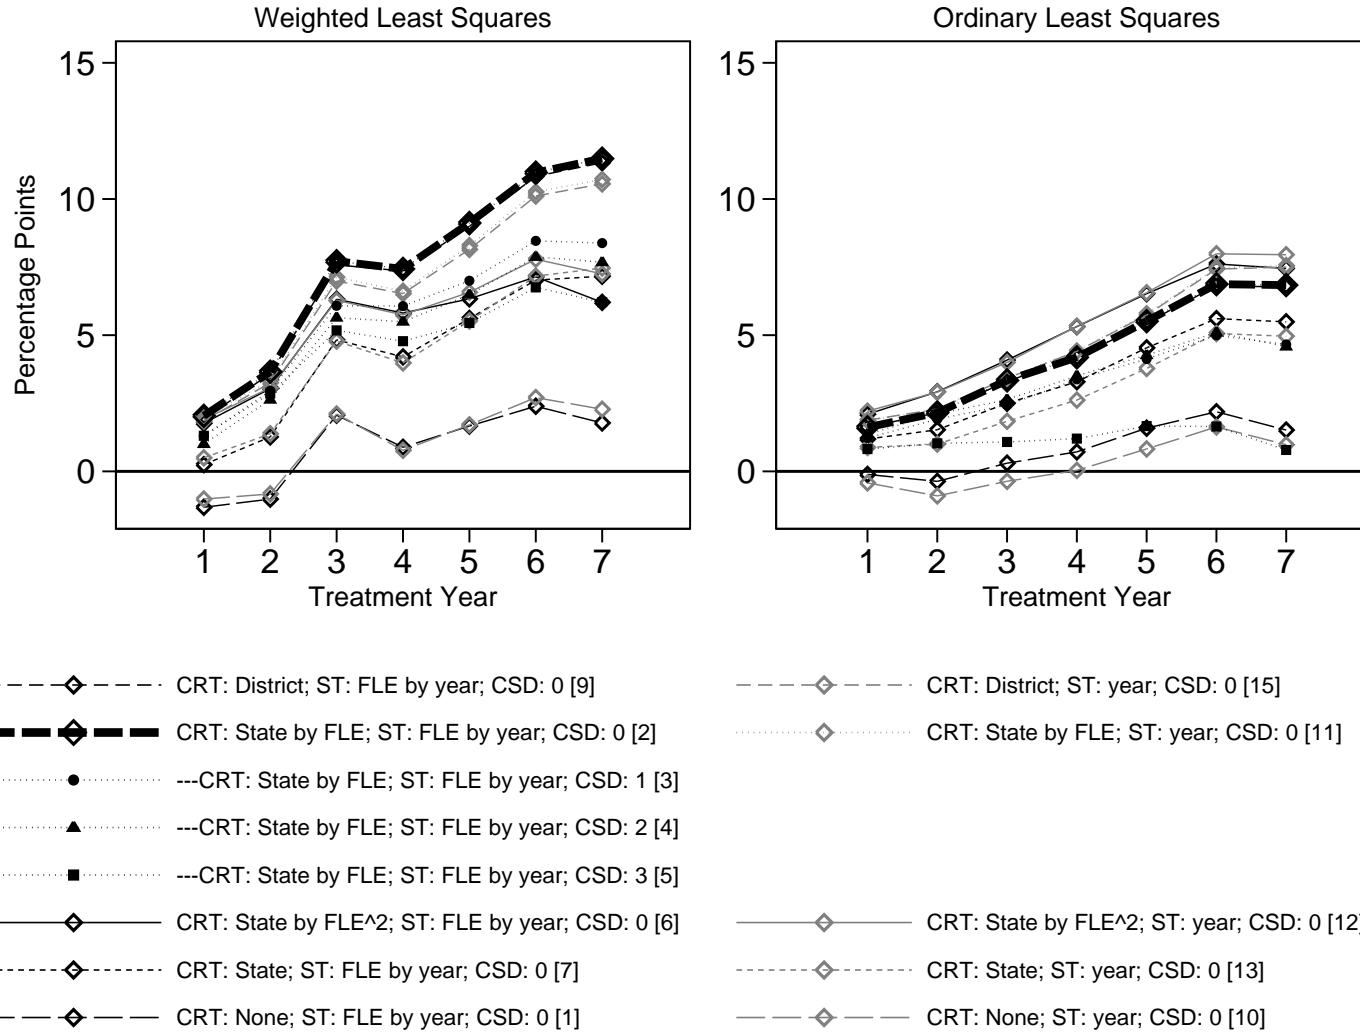 Weighted Least Squares
Ordinary Least Squares
15
10
5
0
Percentage Points
1 2 3 4 5 6 7
Treatment Year
15
10
5
0
1 2 3 4 5 6 7
Treatment Year
CRT: District; ST: FLE by year; CSD: 0 [9]
CRT: State by FLE; ST: FLE by year; CSD: 0 [2]
---CRT: State by FLE; ST: FLE by year; CSD: 1 [3]
---CRT: State by FLE; ST: FLE by year; CSD: 2 [4]
---CRT: State by FLE; ST: FLE by year; CSD: 3 [5]
CRT: State by FLE^2; ST: FLE by year; CSD: 0 [6]
CRT: State; ST: FLE by year; CSD: 0 [7]
CRT: None; ST: FLE by year; CSD: 0 [1]
CRT: District; ST: year; CSD: 0 [15]
CRT: State by FLE; ST: year; CSD: 0 [11]
CRT: State by FLE^2; ST: year; CSD: 0 [12]
CRT: State; ST: year; CSD: 0 [13]
CRT: None; ST: year; CSD: 0 [10]